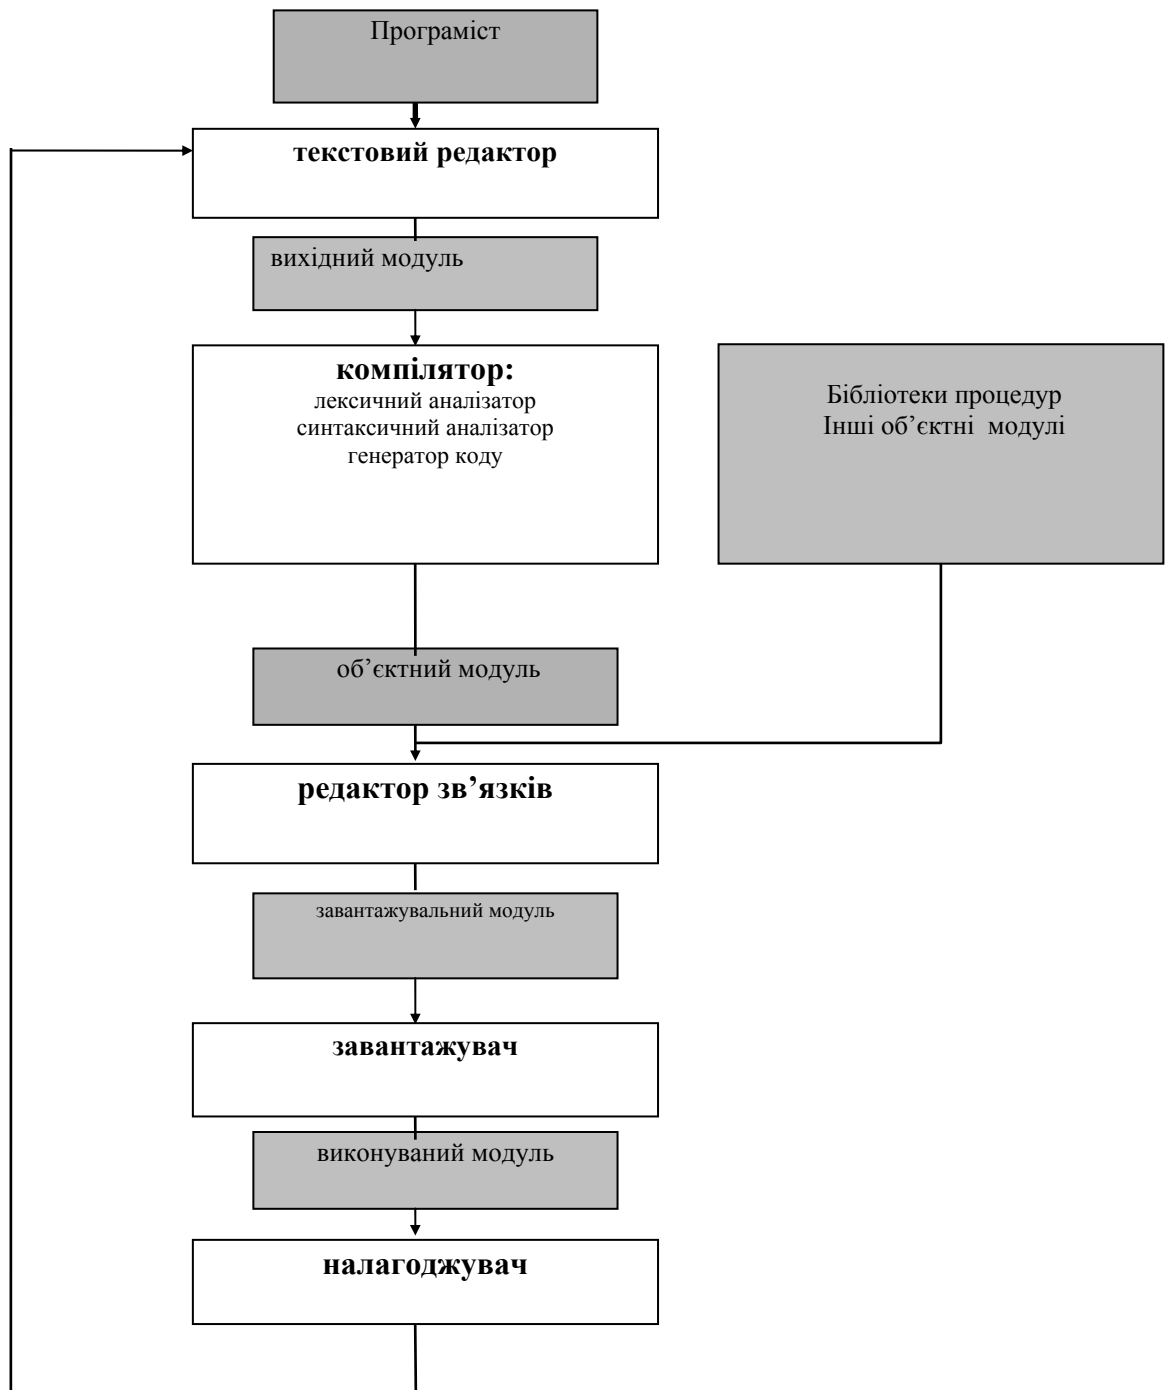 Програміст
текстовий редактор
вихідний модуль
компілятор:
лексичний аналізатор
синтаксичний аналізатор
генератор коду
Бібліотеки процедур
Інші об’єктні модулі
об’єктний модуль
редактор зв’язків
завантажувальний модуль
завантажувач
виконуваний модуль
налагоджувач